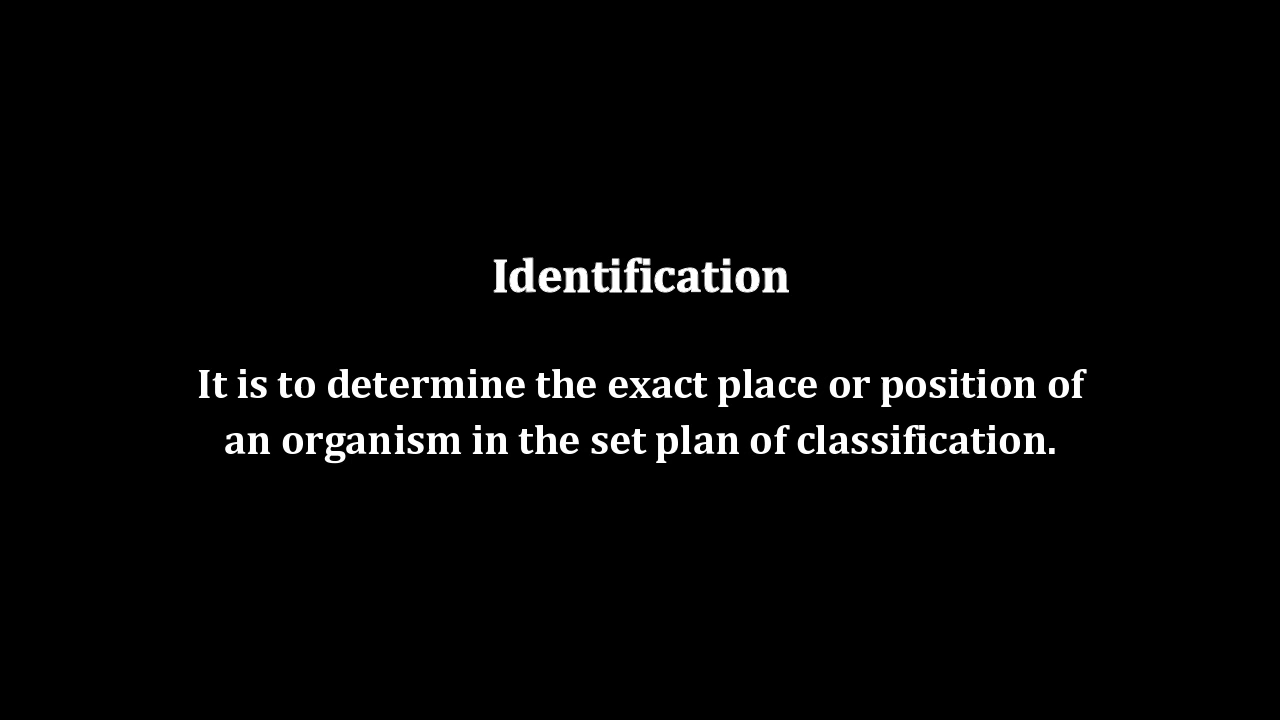 Identification
It is to determine the exact place or position of
an organism in the set plan of classification.